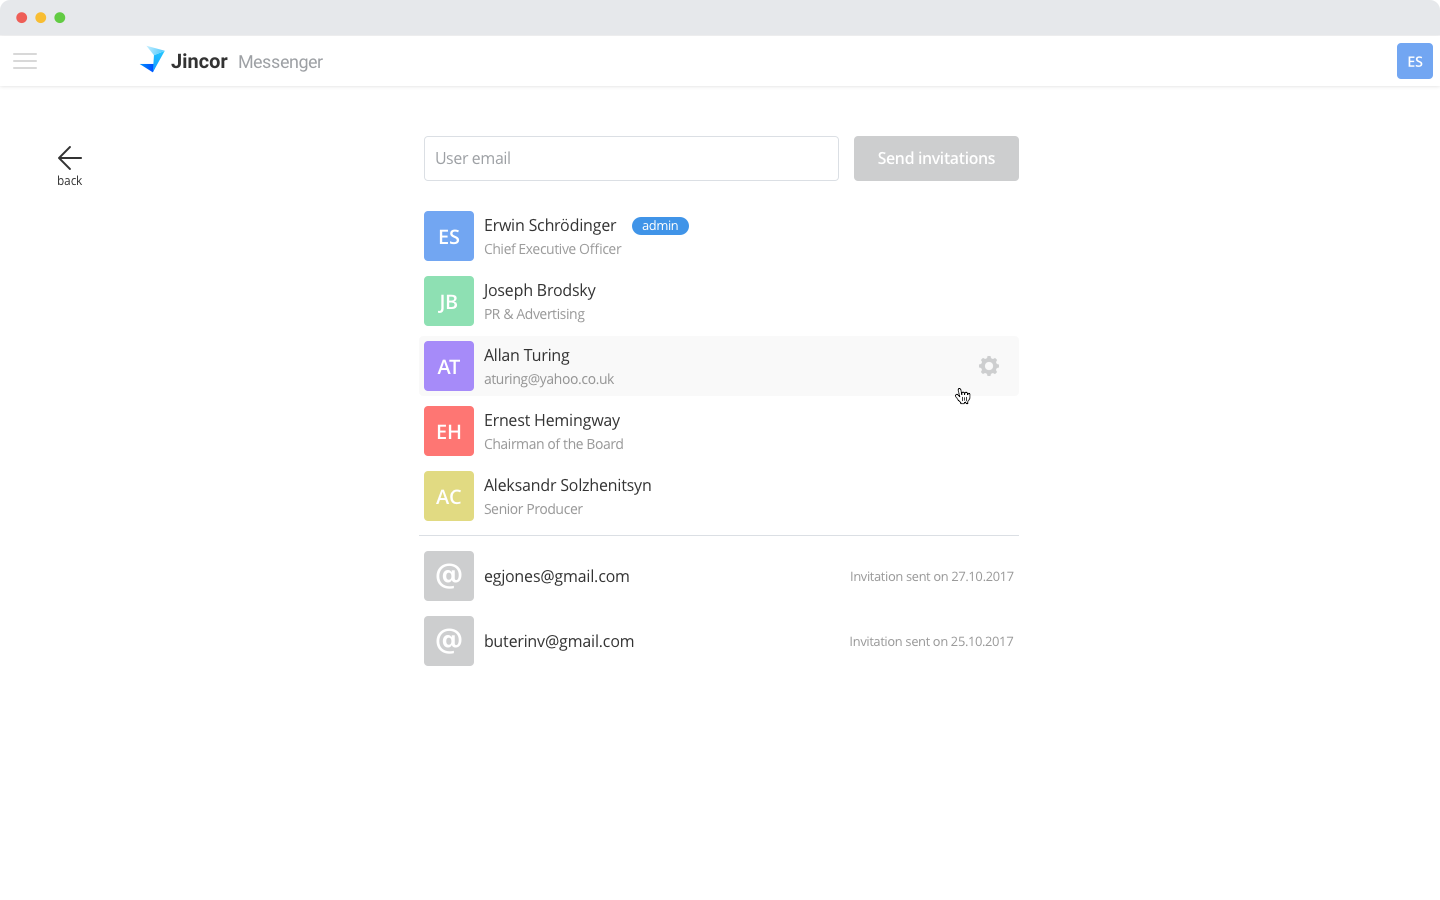 Jincor Messenger
ES
back
User email
Send invitations
ES
Erwin Schrödinger admin
Chief Executive Officer
JB
Joseph Brodsky
PR & Advertising
AT
Allan Turing
aturing@yahoo.co.uk
EH
Ernest Hemingway
Chairman of the Board
AC
Aleksandr Solzhenitsyn
Senior Producer
@
egjones@gmail.com
Invitation sent on 27.10.2017
@
buterinv@gmail.com
Invitation sent on 25.10.2017